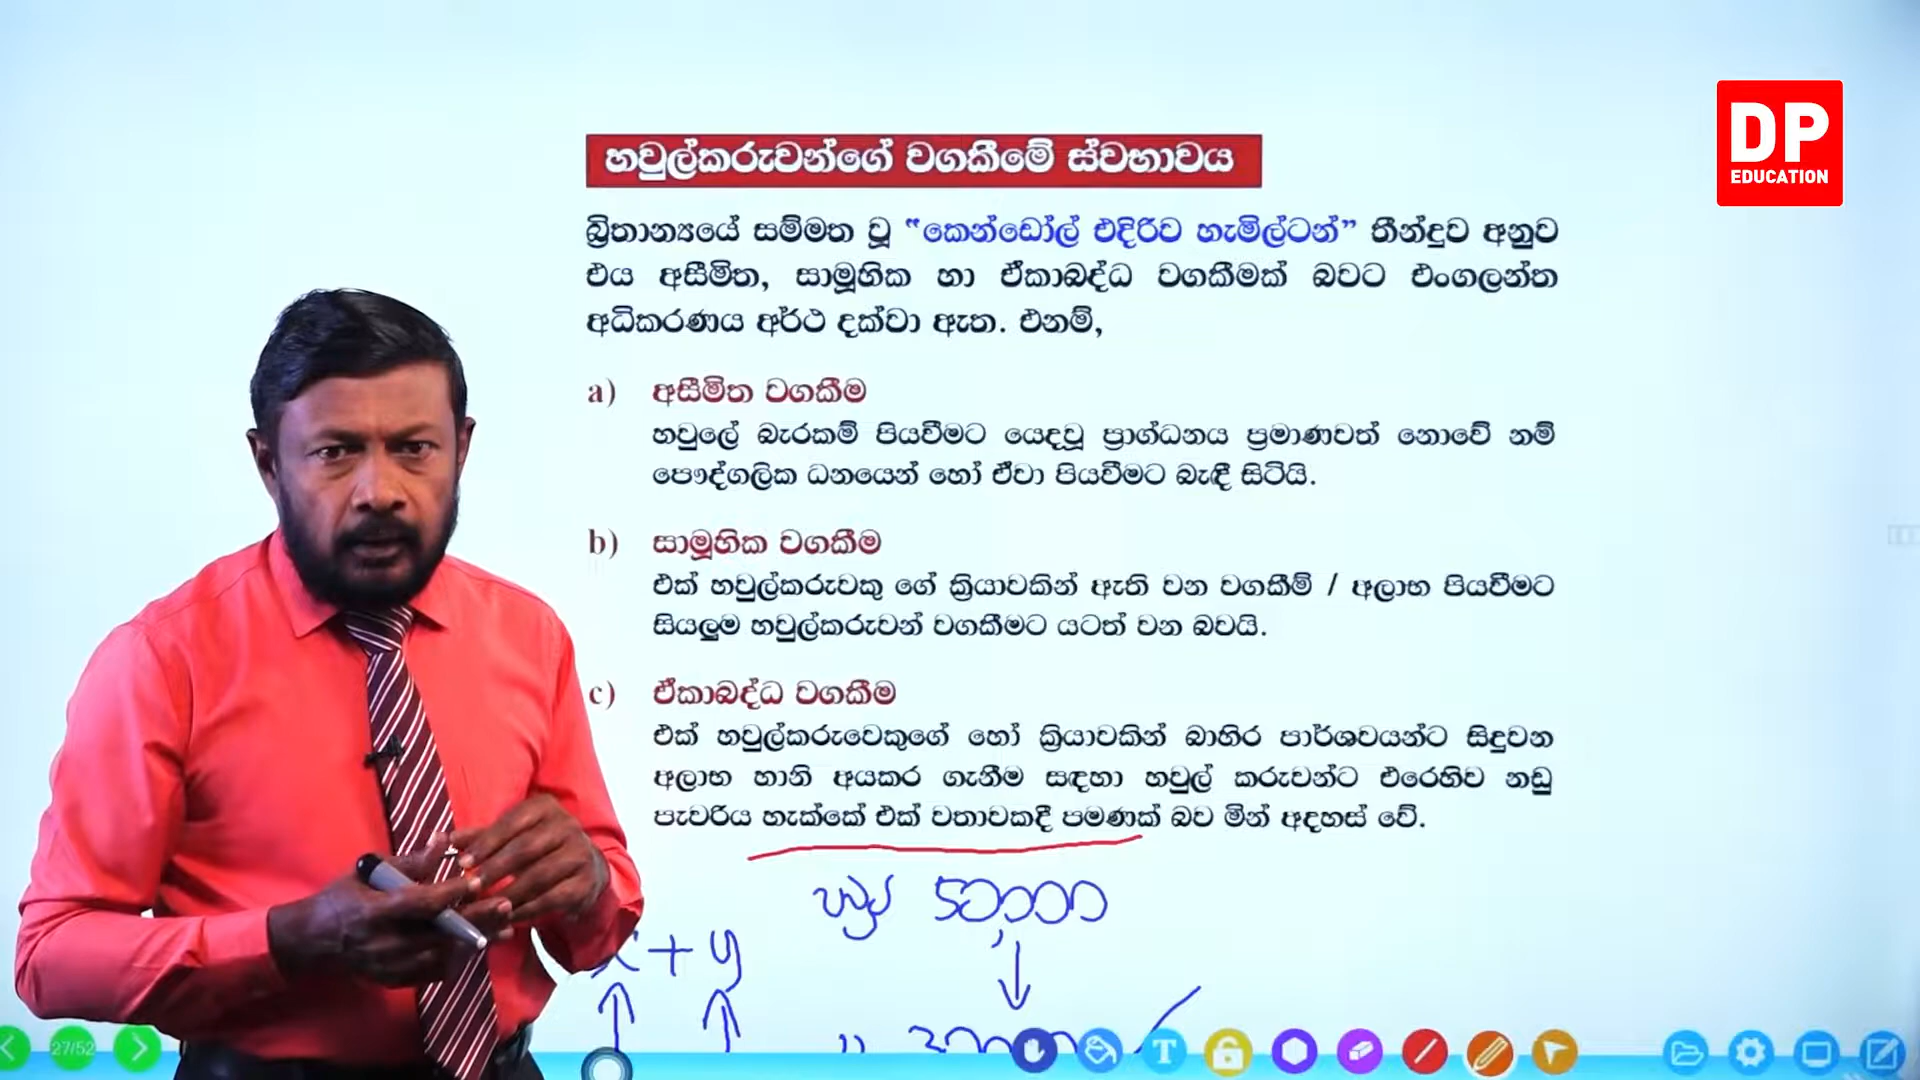 DP
EDUCATION
හවුල්කරුවන්ගේ වගකීමේ ස්වභාවය
බ්‍රිතාන්‍යයේ සම්මත වූ “කෙන්ඩෝල් එදිරිව හැමිල්ටන්” තීන්දුව අනුව
එය අසීමිත, සාමූහික හා ඒකාබද්ධ වගකීමක් බවට එංගලන්ත
අධිකරණය අර්ථ දක්වා ඇත. එනම්,
a) අසීමිත වගකීම
හවුලේ බැරකම් පියවීමට යෙදවූ ප්‍රාග්ධනය ප්‍රමාණවත් නොවේ නම්
පෞද්ගලික ධනයෙන් හෝ ඒවා පියවීමට බැඳී සිටියි.
b) සාමූහික වගකීම
එක් හවුල්කරුවකු ගේ ක්‍රියාවකින් ඇති වන වගකීම් / අලාභ පියවීමට
සියලුම හවුල්කරුවන් වගකීමට යටත් වන බවයි.
c) ඒකාබද්ධ වගකීම
එක් හවුල්කරුවෙකුගේ හෝ ක්‍රියාවකින් බාහිර පාර්ශවයන්ට සිදුවන
අලාභ හානි අයකර ගැනීම සඳහා හවුල් කරුවන්ට එරෙහිව නඩු
පැවරිය හැක්කේ එක් වතාවකදී පමණක් බව මින් අදහස් වේ.
x + y
27/52